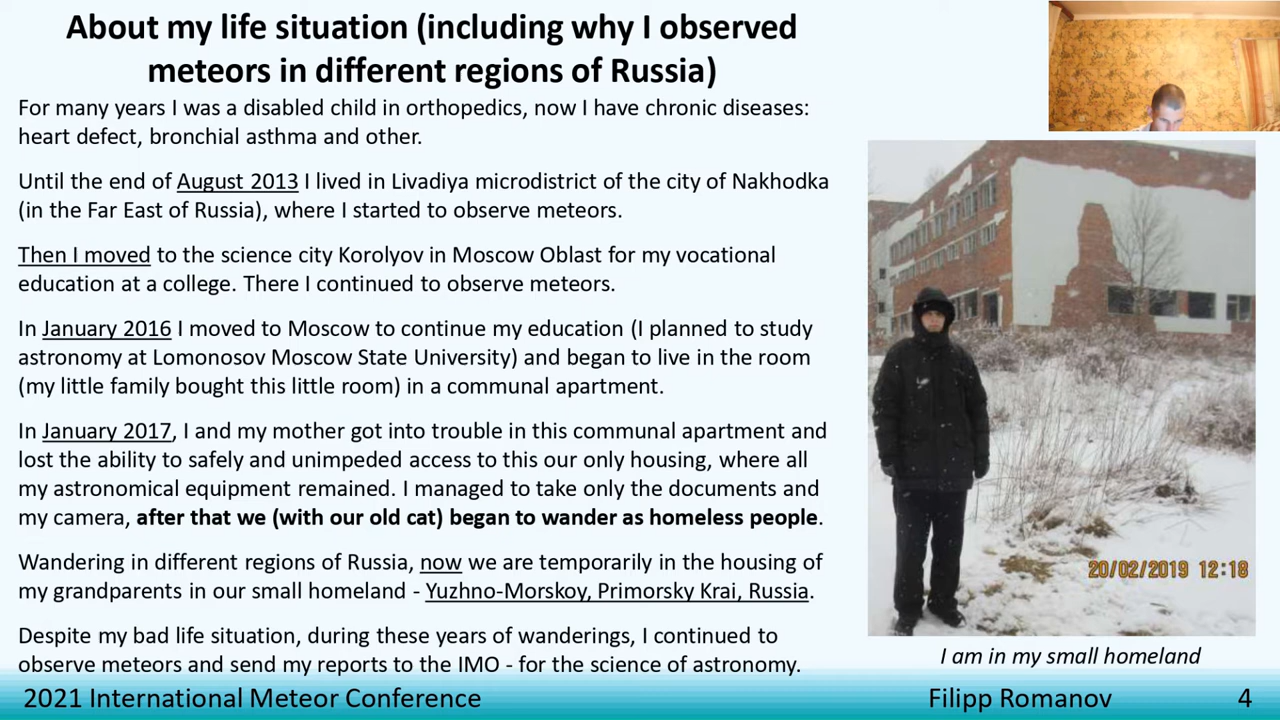 About my life situation (including why I observed
meteors in different regions of Russia)
For many years I was a disabled child in orthopedics, now I have chronic diseases:
heart defect, bronchial asthma and other.
Until the end of August 2013 I lived in Livadiya microdistrict of the city of Nakhodka
(in the Far East of Russia), where I started to observe meteors.
Then I moved to the science city Korolyov in Moscow Oblast for my vocational
education at a college. There I continued to observe meteors.
In January 2016 I moved to Moscow to continue my education (I planned to study
astronomy at Lomonosov Moscow State University) and began to live in the room
(my little family bought this little room) in a communal apartment.
In January 2017, I and my mother got into trouble in this communal apartment and
lost the ability to safely and unimpeded access to this our only housing, where all
my astronomical equipment remained. I managed to take only the documents and
my camera, after that we (with our old cat) began to wander as homeless people.
Wandering in different regions of Russia, now we are temporarily in the housing of
my grandparents in our small homeland - Yuzhno-Morskoy, Primorsky Krai, Russia.
Despite my bad life situation, during these years of wanderings, I continued to
observe meteors and send my reports to the IMO - for the science of astronomy.
20/02/2019 12:18
I am in my small homeland
2021 International Meteor Conference
Filipp Romanov
4